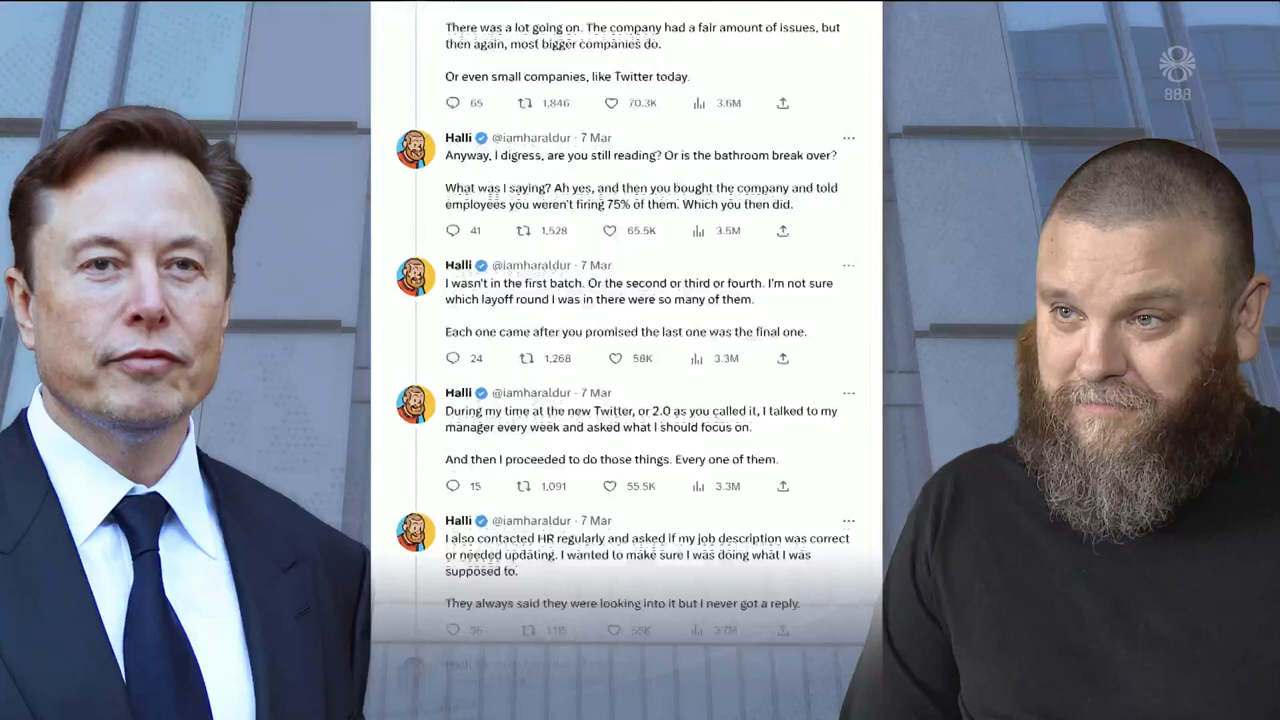 There was a lot going on. The company had a fair amount of issues, but
then again, most bigger companies do.
Or even small companies, like Twitter today.
65 1,846 70.3K 3.6M
Halli @iamharaldur · 7 Mar
Anyway, I digress, are you still reading? Or is the bathroom break over?
What was I saying? Ah yes, and then you bought the company and told
employees you weren't firing 75% of them. Which you then did.
41 1,528 65.5K 3.5M
Halli @iamharaldur · 7 Mar
I wasn't in the first batch. Or the second or third or fourth. I'm not sure
which layoff round I was in there were so many of them.
Each one came after you promised the last one was the final one.
24 1,268 58K 3.3M
Halli @iamharaldur · 7 Mar
During my time at the new Twitter, or 2.0 as you called it, I talked to my
manager every week and asked what I should focus on.
And then I proceeded to do those things. Every one of them.
15 1,091 55.5K 3.3M
Halli @iamharaldur · 7 Mar
I also contacted HR regularly and asked if my job description was correct
or needed updating. I wanted to make sure I was doing what I was
supposed to.
They always said they were looking into it but I never got a reply.